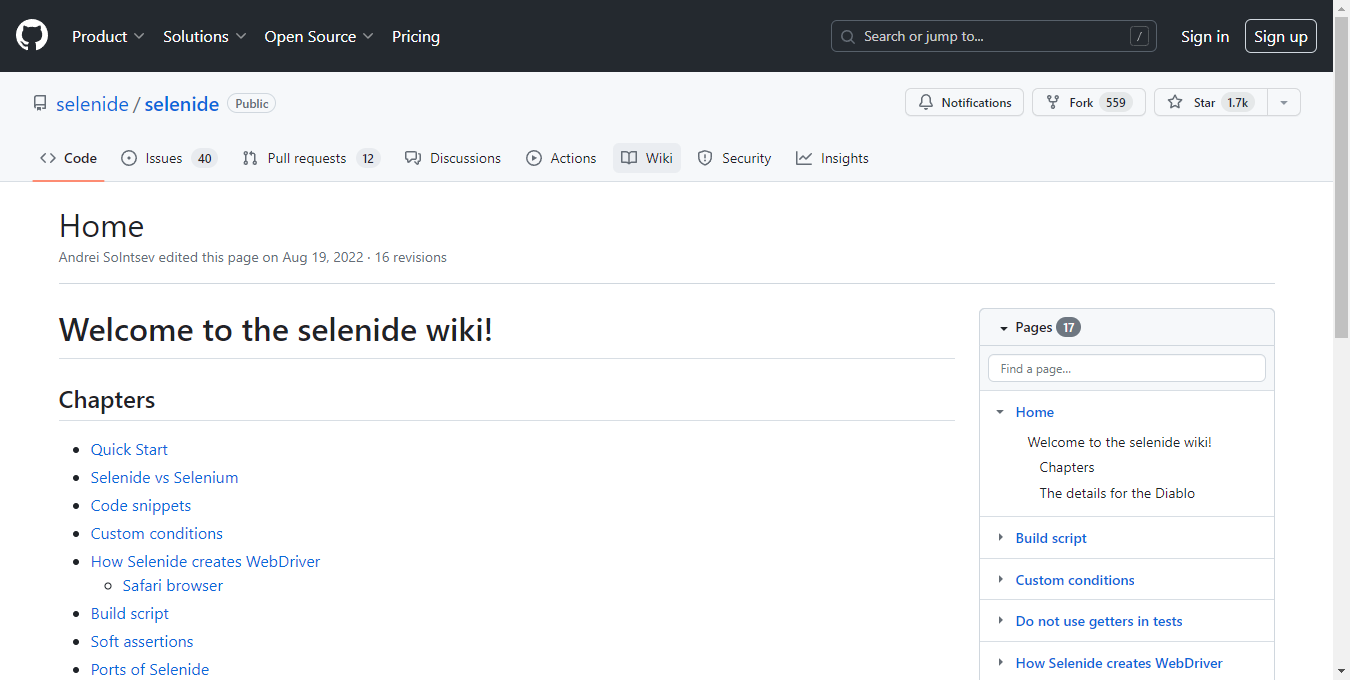 Product Solutions Open Source Pricing Search or jump to... / Sign in Sign up
selenide / selenide Public Notifications Fork 559 Star 1.7k
Code Issues 40 Pull requests 12 Discussions Actions Wiki Security Insights
Home
Andrei Solntsev edited this page on Aug 19, 2022 · 16 revisions
Welcome to the selenide wiki!
Chapters
Quick Start
Selenide vs Selenium
Code snippets
Custom conditions
How Selenide creates WebDriver
Safari browser
Build script
Soft assertions
Ports of Selenide
Pages 17
Find a page...
Home
Welcome to the selenide wiki!
Chapters
The details for the Diablo
Build script
Custom conditions
Do not use getters in tests
How Selenide creates WebDriver